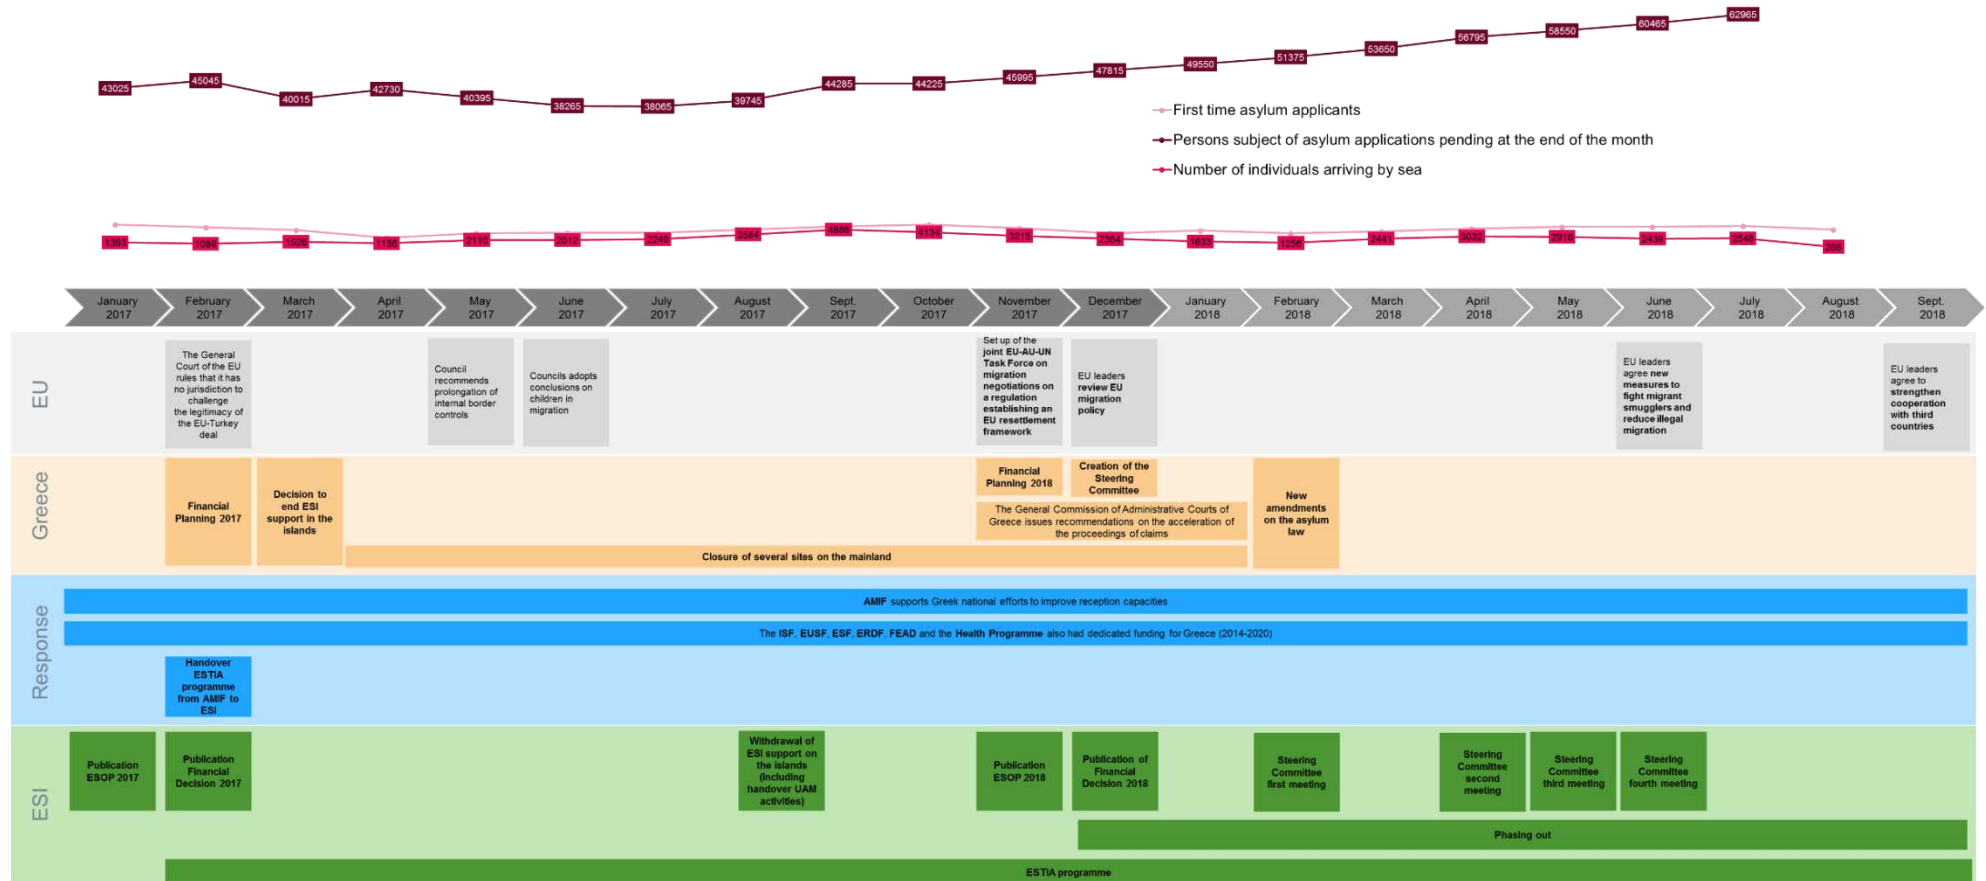 43025
45045
40015
42730
40395
38265
38065
39745
44285
44225
45995
47815
49550
51375
53650
56795
58550
60465
62965
First time asylum applicants
Persons subject of asylum applications pending at the end of the month
Number of individuals arriving by sea
1393
1089
1526
1156
2110
2012
2249
3584
4886
4134
3215
2364
1633
1256
2441
3032
2916
2439
2548
266
January
2017
February
2017
March
2017
April
2017
May
2017
June
2017
July
2017
August
2017
Sept.
2017
October
2017
November
2017
December
2017
January
2018
February
2018
March
2018
April
2018
May
2018
June
2018
July
2018
August
2018
Sept.
2018
EU
The General
Court of the EU
rules that it has
no jurisdiction to
challenge
the legitimacy of
the EU-Turkey
deal
Council
recommends
prolongation of
internal border
controls
Councils adopts
conclusions on
children in
migration
Set up of the
joint EU-AU-UN
Task Force on
migration
negotiations on
a regulation
establishing an
EU resettlement
framework
EU leaders
review EU
migration
policy
EU leaders
agree new
measures to
fight migrant
smugglers and
reduce illegal
migration
EU leaders
agree to
strengthen
cooperation
with third
countries
Greece
Financial
Planning 2017
Decision to
end ESI
support in the
islands
Financial
Planning 2018
Creation of the
Steering
Committee
The General Commission of Administrative Courts of
Greece issues recommendations on the acceleration of
the proceedings of claims
New
amendments
on the asylum
law
Closure of several sites on the mainland
Response
AMIF supports Greek national efforts to improve reception capacities
The ISF, EUSF, ESF, ERDF, FEAD and the Health Programme also had dedicated funding for Greece (2014-2020)
Handover
ESTIA
programme
from AMIF to
ESI
ESI
Publication
ESOP 2017
Publication
Financial
Decision 2017
Withdrawal of
ESI support on
the islands
(including
handover UAM
activities)
Publication
ESOP 2018
Publication of
Financial
Decision 2018
Steering
Committee
first meeting
Steering
Committee
second
meeting
Steering
Committee
third meeting
Steering
Committee
fourth meeting
Phasing out
ESTIA programme